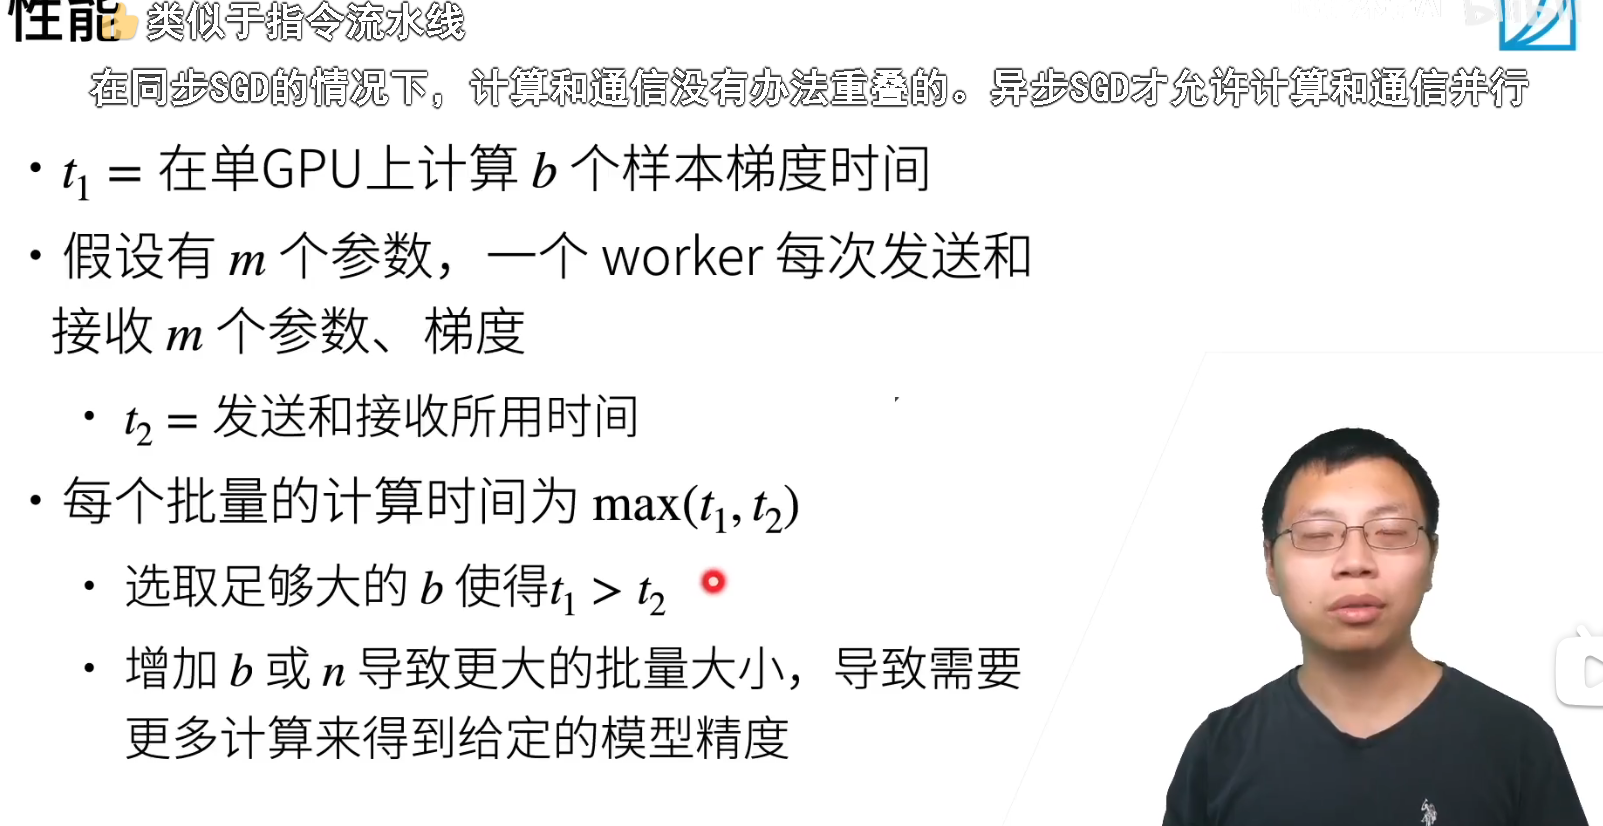 性能
👍类似于指令流水线
在同步SGD的情况下，计算和通信没有办法重叠的。异步SGD才允许计算和通信并行
• t₁ = 在单GPU上计算 b 个样本梯度时间
• 假设有 m 个参数，一个 worker 每次发送和
接收 m 个参数、梯度
• t₂ = 发送和接收所用时间
• 每个批量的计算时间为 max(t₁, t₂)
• 选取足够大的 b 使得t₁ > t₂
• 增加 b 或 n 导致更大的批量大小，导致需要
更多计算来得到给定的模型精度